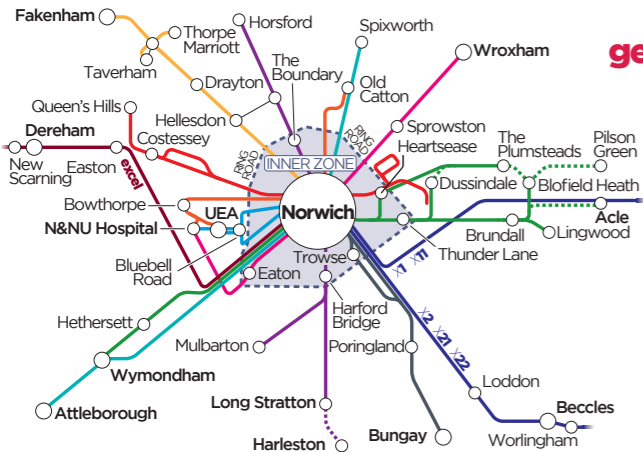 Fakenham
Thorpe
Marriott
Taverham
Horsford
Spixworth
Wroxham
ge
The
Boundary
Old
Catton
Drayton
Hellesdon
Queen's Hills
Costessey
Dereham
New
Scarning
Easton
excel
RING
ROAD
RING
ROAD
INNER ZONE
Sprowston
Heartsease
The
Plumsteads
Pilson
Green
Dussindale
Blofield Heath
Acle
Bowthorpe
UEA
N&NU Hospital
Norwich
Bluebell
Road
Eaton
Trowse
Brundall
Lingwood
Thunder Lane
X1 X11
Harford
Bridge
X2 X21 X22
Hethersett
Mulbarton
Poringland
Wymondham
Attleborough
Long Stratton
Loddon
Beccles
Worlingham
Harleston
Bungay